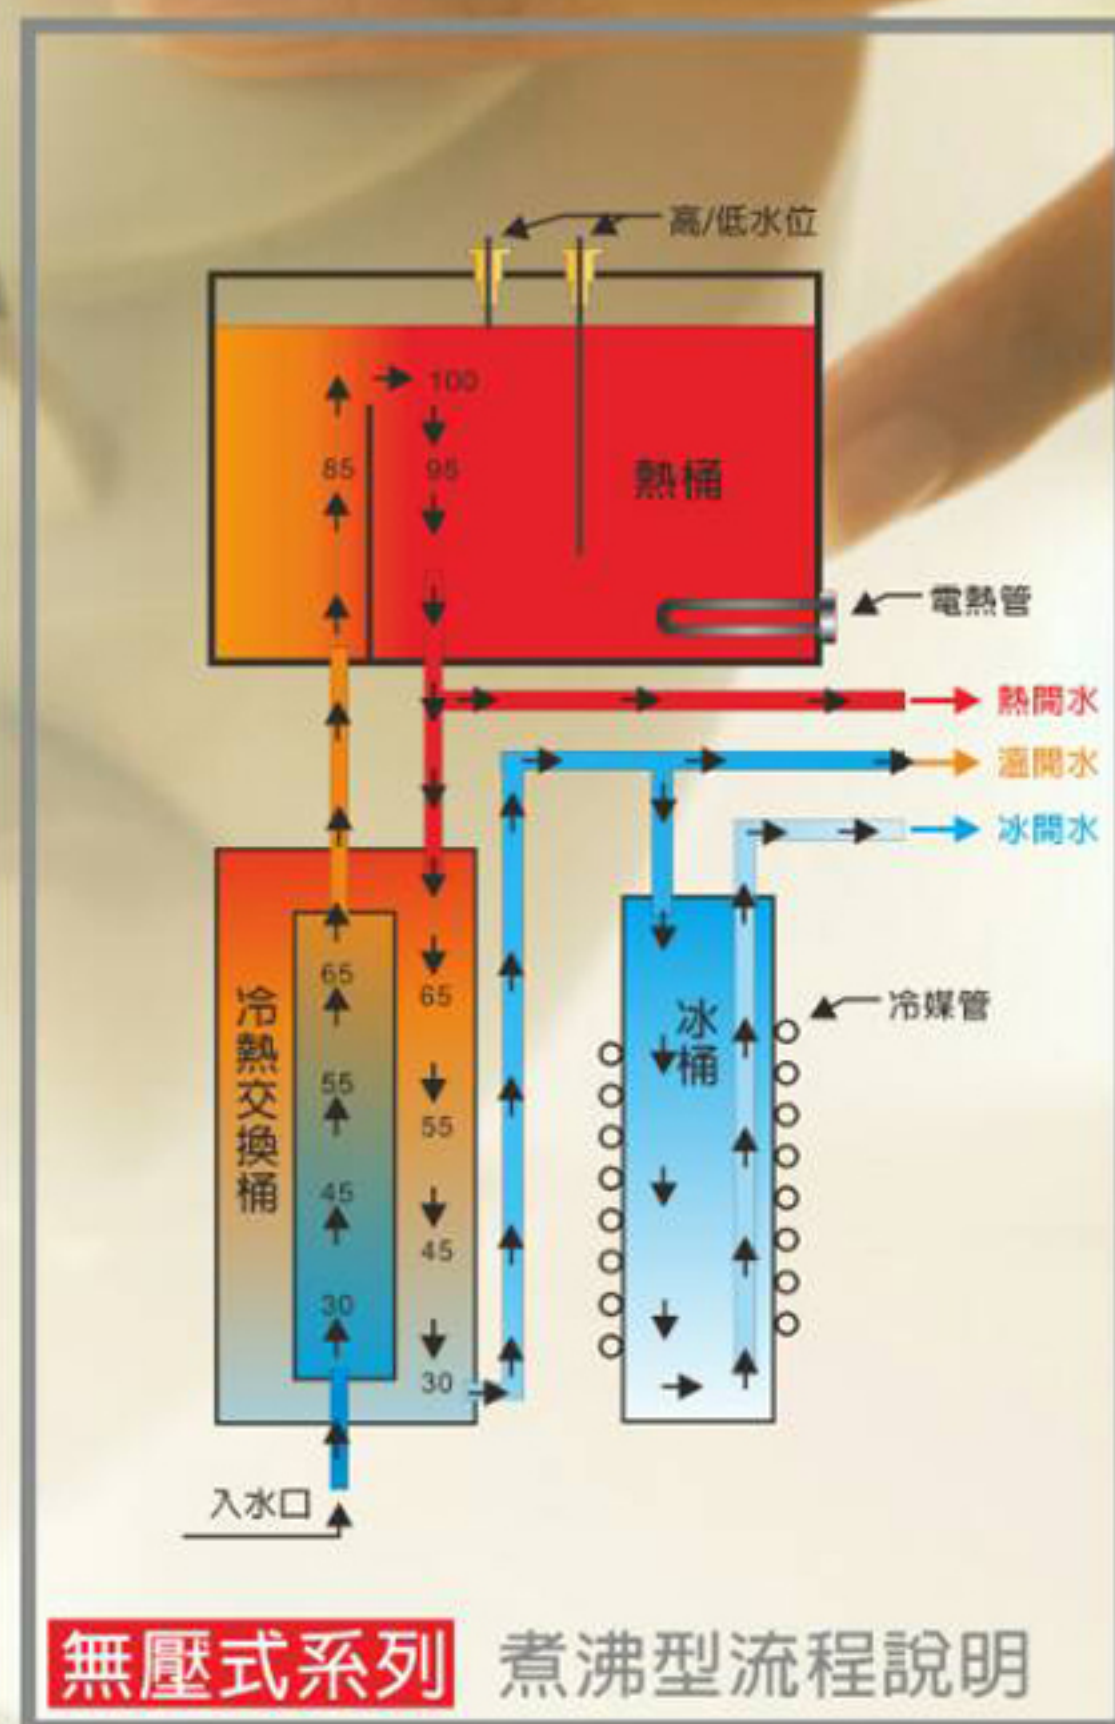 高/低水位
100
85
95
熱桶
電熱管
熱開水
溫開水
冰開水
冷熱交換桶
65
55
45
30
65
55
45
30
冰桶
冷媒管
入水口
無壓式系列 煮沸型流程說明